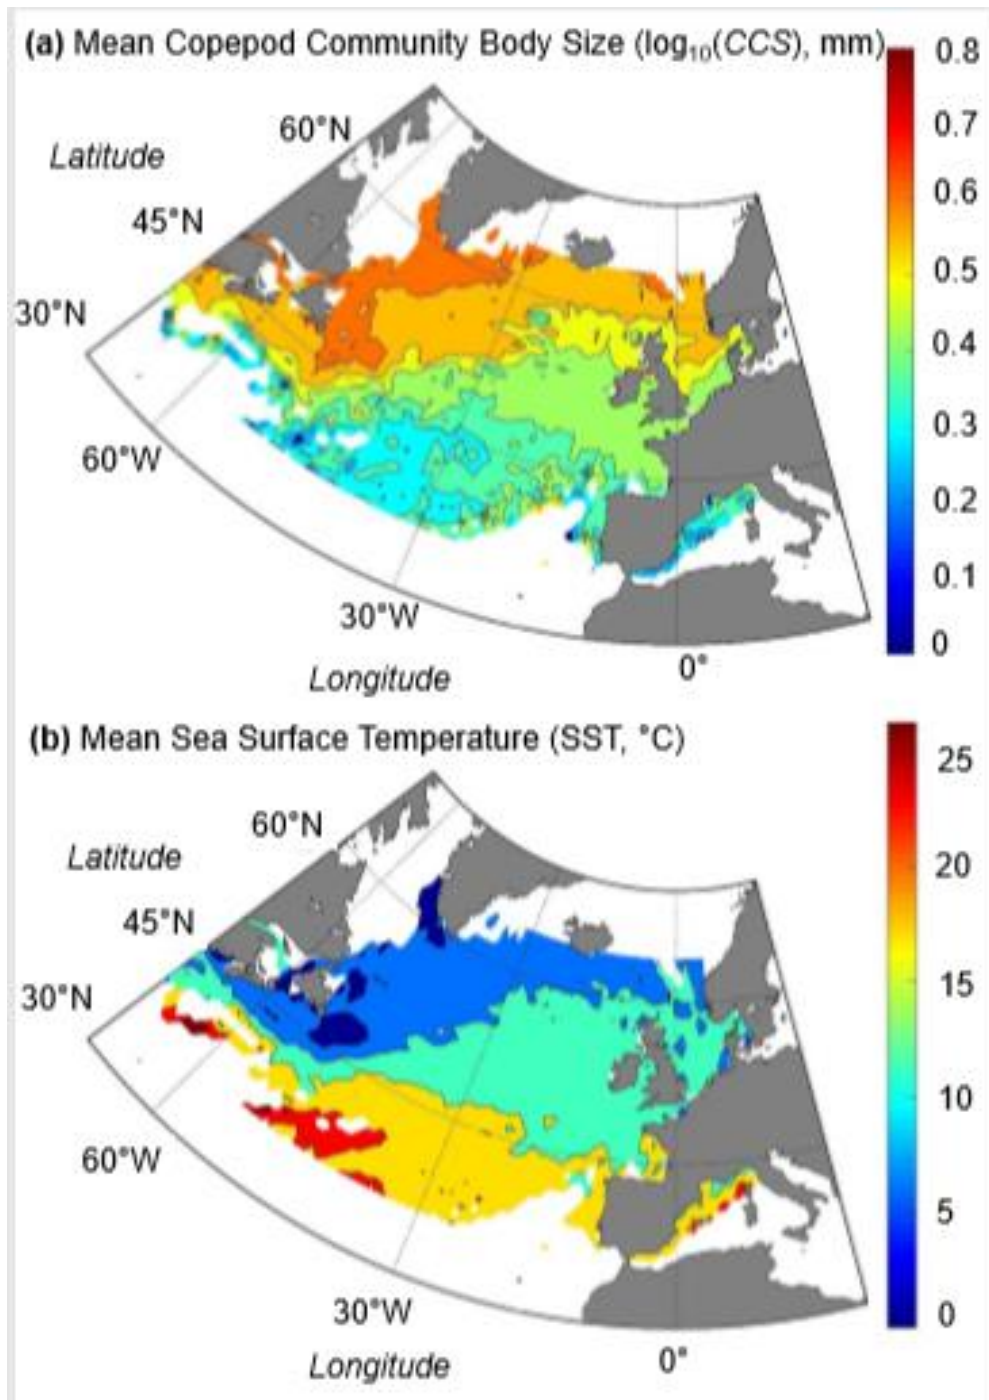 (a) Mean Copepod Community Body Size (log₁₀(CCS), mm)
0.8
0.7
0.6
0.5
0.4
0.3
0.2
0.1
0
60°N
Latitude
45°N
30°N
60°W
30°W
0°
Longitude
(b) Mean Sea Surface Temperature (SST, °C)
25
20
15
10
5
0
60°N
Latitude
45°N
30°N
60°W
30°W
0°
Longitude